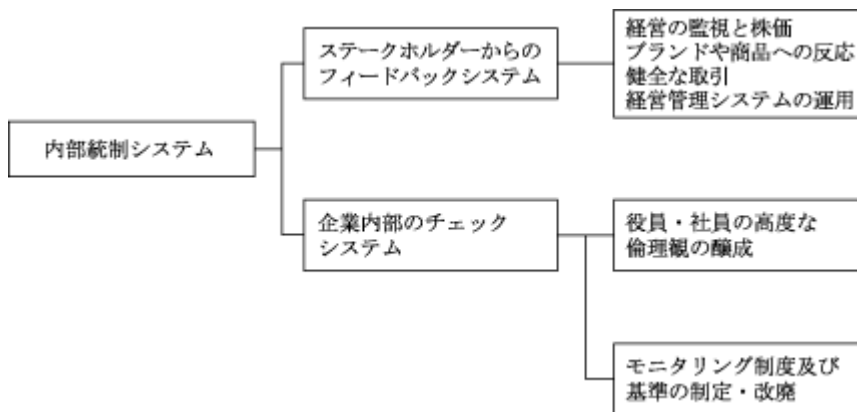 内部統制システム
ステークホルダーからの
フィードバックシステム
経営の監視と株価
ブランドや商品への反応
健全な取引
経営管理システムの運用
企業内部のチェック
システム
役員・社員の高度な
倫理観の醸成
モニタリング制度及び
基準の制定・改廃